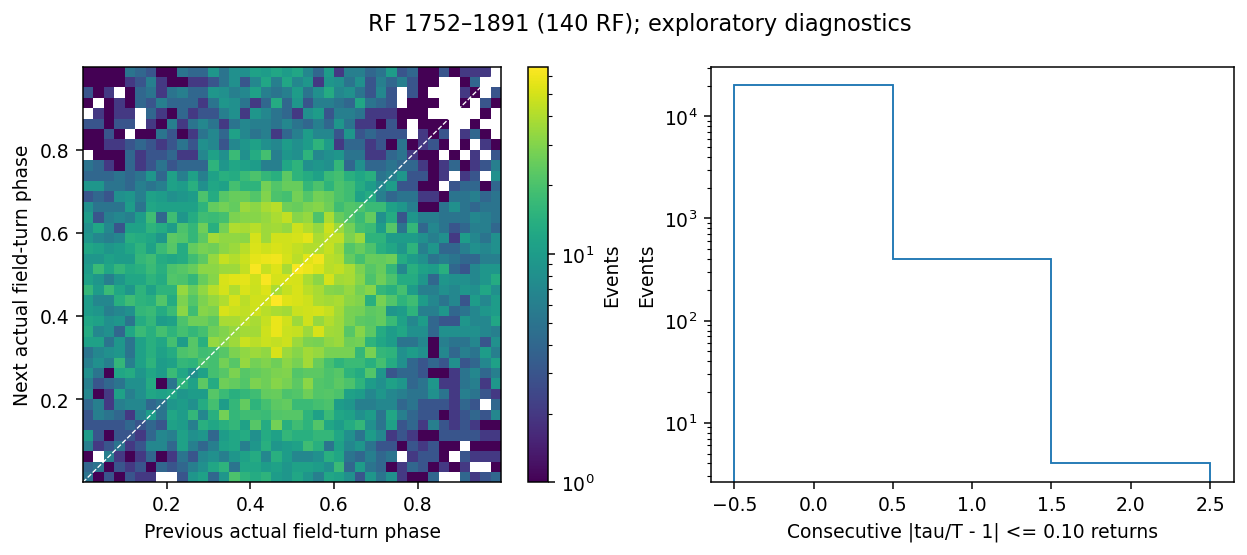 RF 1752–1891 (140 RF); exploratory diagnostics
Next actual field-turn phase
0.8
0.6
0.4
0.2
0.2 0.4 0.6 0.8
Previous actual field-turn phase
10¹
10⁰
Events
Events
10⁴
10³
10²
10¹
−0.5 0.0 0.5 1.0 1.5 2.0 2.5
Consecutive |tau/T - 1| <= 0.10 returns